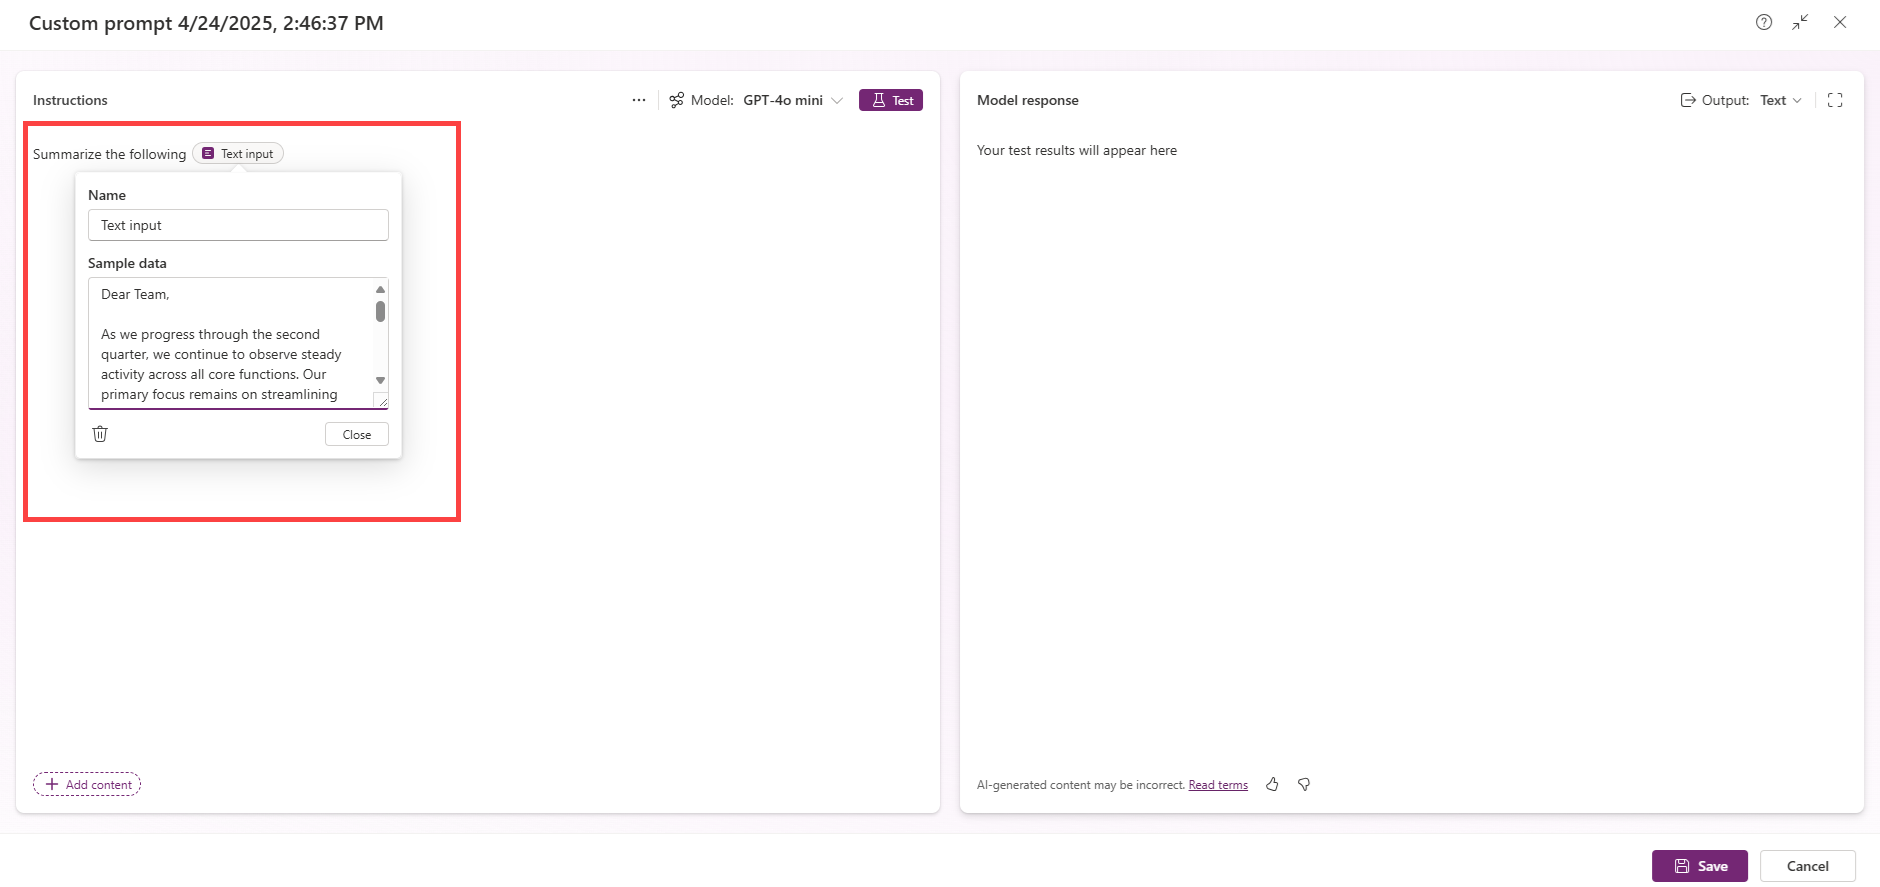 Custom prompt 4/24/2025, 2:46:37 PM
Instructions
Model: GPT-4o mini
Test
Summarize the following Text input
Name
Text input
Sample data
Dear Team,
As we progress through the second
quarter, we continue to observe steady
activity across all core functions. Our
primary focus remains on streamlining
Close
Add content
Model response
Output: Text
Your test results will appear here
AI-generated content may be incorrect. Read terms
Save
Cancel